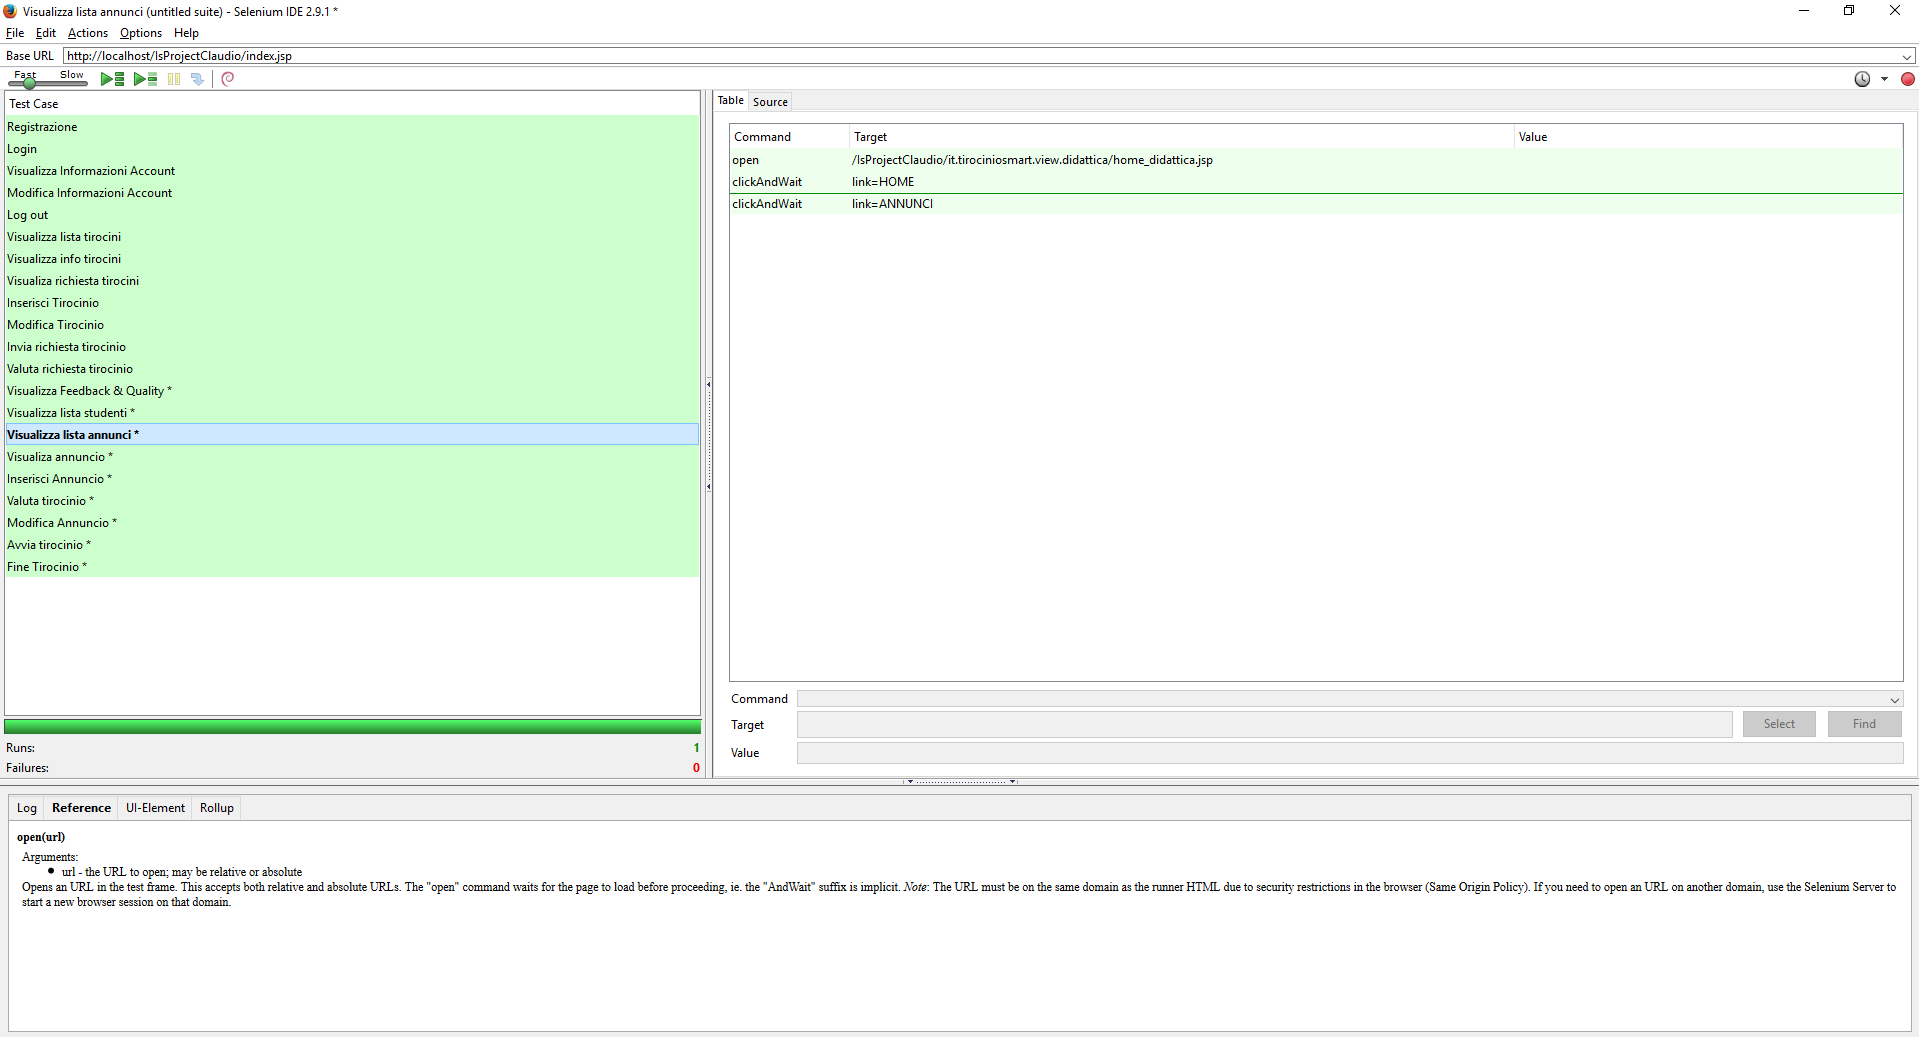 Visualizza lista annunci (untitled suite) - Selenium IDE 2.9.1 *
File Edit Actions Options Help
Base URL http://localhost/IsProjectClaudio/index.jsp
Fast Slow
Test Case
Registrazione
Login
Visualizza Informazioni Account
Modifica Informazioni Account
Log out
Visualizza lista tirocini
Visualizza info tirocini
Visualiza richiesta tirocini
Inserisci Tirocinio
Modifica Tirocinio
Invia richiesta tirocinio
Valuta richiesta tirocinio
Visualizza Feedback & Quality *
Visualizza lista studenti *
Visualizza lista annunci *
Visualiza annuncio *
Inserisci Annuncio *
Valuta tirocinio *
Modifica Annuncio *
Avvia tirocinio *
Fine Tirocinio *
Runs: 1
Failures: 0
Table Source
Command Target Value
open /IsProjectClaudio/it.tirociniosmart.view.didattica/home_didattica.jsp
clickAndWait link=HOME
clickAndWait link=ANNUNCI
Command
Target Select Find
Value
Log Reference UI-Element Rollup
open(url)
Arguments:
• url - the URL to open; may be relative or absolute
Opens an URL in the test frame. This accepts both relative and absolute URLs. The "open" command waits for the page to load before proceeding, ie. the "AndWait" suffix is implicit. Note: The URL must be on the same domain as the runner HTML due to security restrictions in the browser (Same Origin Policy). If you need to open an URL on another domain, use the Selenium Server to
start a new browser session on that domain.